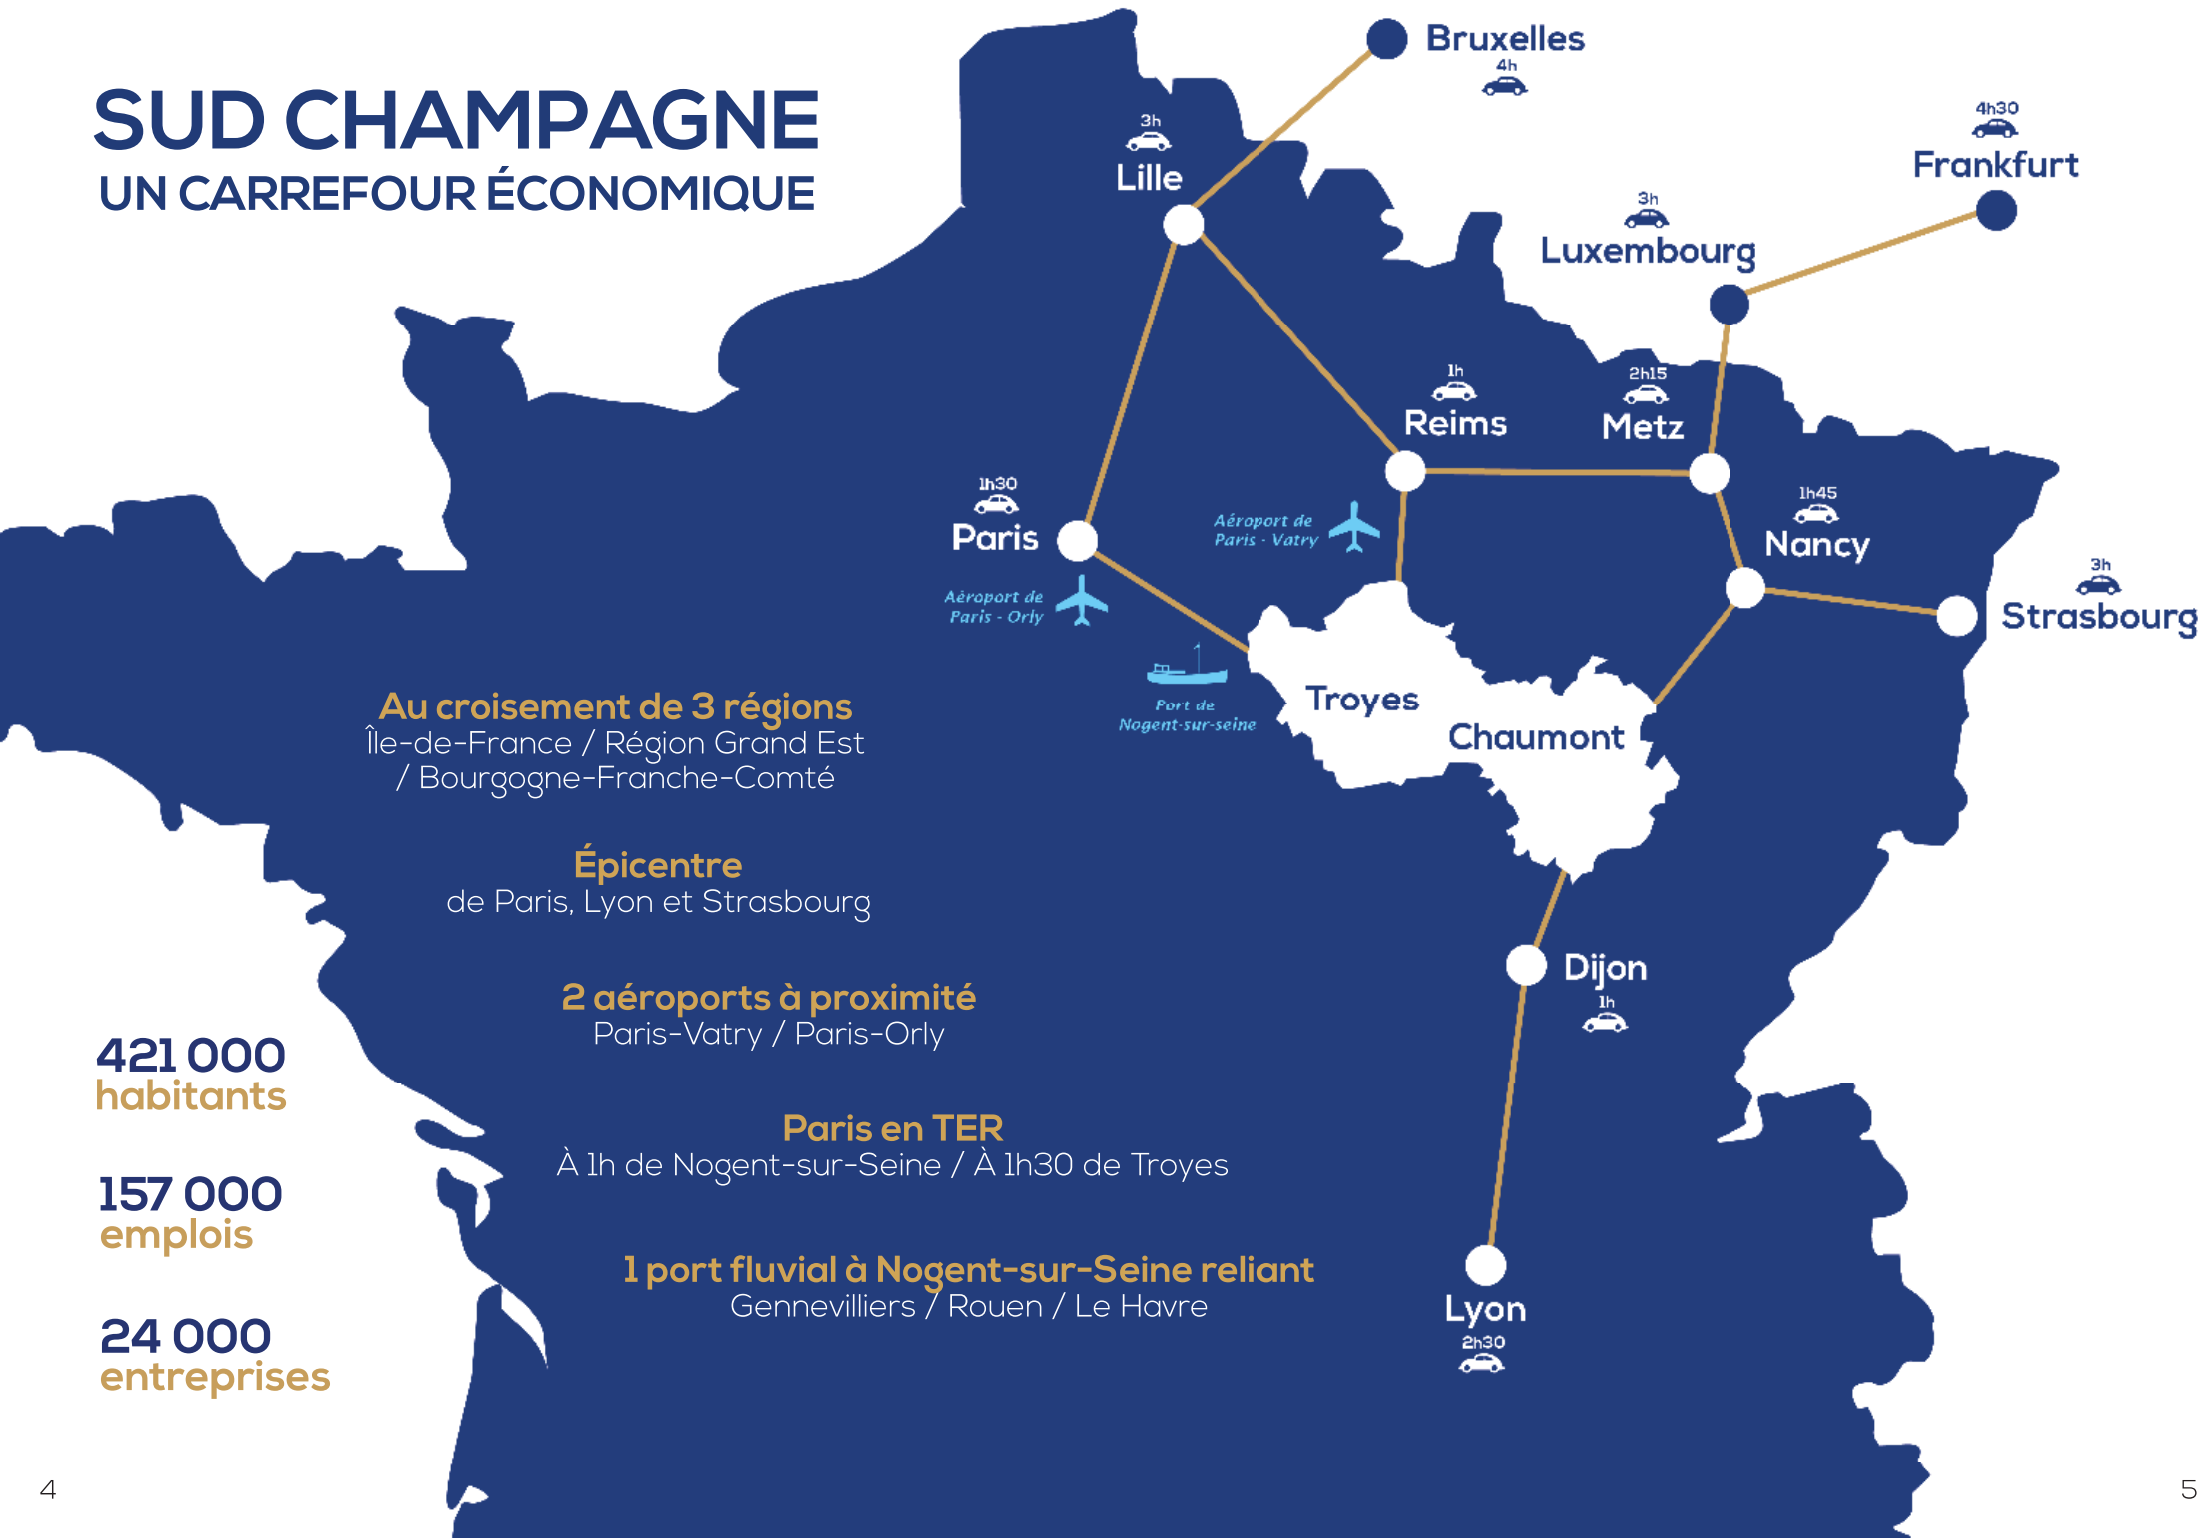 SUD CHAMPAGNE
UN CARREFOUR ÉCONOMIQUE
Bruxelles
4h
3h
Lille
4h30
Frankfurt
3h
Luxembourg
1h
Reims
2h15
Metz
1h30
Paris
Aéroport de
Paris - Vatry
1h45
Nancy
3h
Strasbourg
Aéroport de
Paris - Orly
Port de
Nogent-sur-seine
Troyes
Chaumont
Dijon
1h
Lyon
2h30
Au croisement de 3 régions
Île-de-France / Région Grand Est
/ Bourgogne-Franche-Comté
Épicentre
de Paris, Lyon et Strasbourg
2 aéroports à proximité
Paris-Vatry / Paris-Orly
Paris en TER
À 1h de Nogent-sur-Seine / À 1h30 de Troyes
1 port fluvial à Nogent-sur-Seine reliant
Gennevilliers / Rouen / Le Havre
421 000
habitants
157 000
emplois
24 000
entreprises
4
5